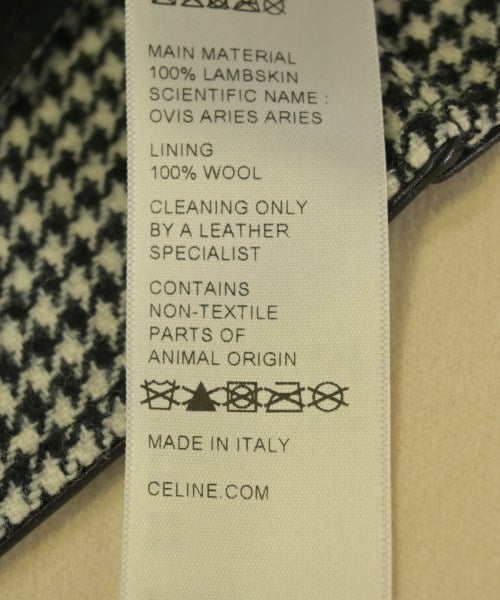 MAIN MATERIAL
100% LAMBSKIN
SCIENTIFIC NAME :
OVIS ARIES ARIES
LINING
100% WOOL
CLEANING ONLY
BY A LEATHER
SPECIALIST
CONTAINS
NON-TEXTILE
PARTS OF
ANIMAL ORIGIN
MADE IN ITALY
CELINE.COM